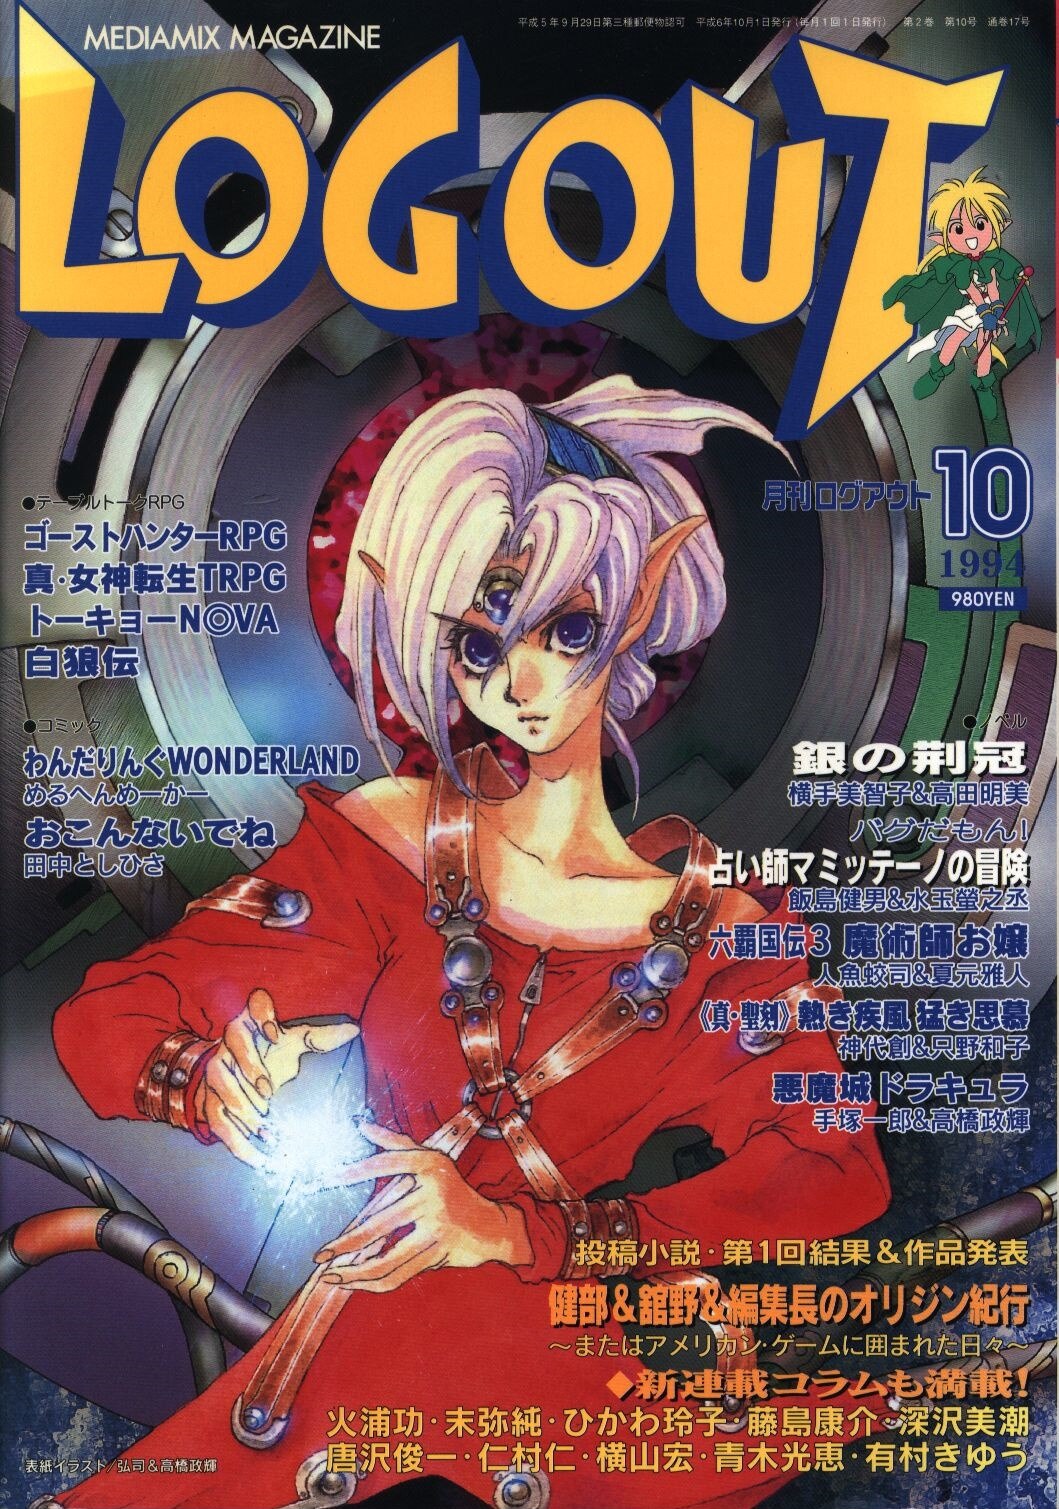 平成5年9月29日第三種郵便物認可 平成6年10月1日発行(毎月1回1日発行) 第2巻 第10号 通巻17号
MEDIAMIX MAGAZINE
LOGOUT
月刊ログアウト 10
1994
980YEN
●テーブルトークRPG
ゴーストハンターRPG
真・女神転生TRPG
トーキョーN◎VA
白狼伝
●コミック
わんだりんぐWONDERLAND
めるへんめーかー
おこんないでね
田中としひさ
●ノベル
銀の荊冠
横手美智子&高田明美
バグだもん!
占い師マミッテーノの冒険
飯島健男&水玉螢之丞
六覇国伝3 魔術師お嬢
人魚蛟司&夏元雅人
《真・聖刻》熱き疾風 猛き思慕
神代創&只野和子
悪魔城ドラキュラ
手塚一郎&高橋政輝
投稿小説・第1回結果&作品発表
健部&舘野&編集長のオリジン紀行
~またはアメリカン・ゲームに囲まれた日々~
◆新連載コラムも満載!
火浦功・末弥純・ひかわ玲子・藤島康介・深沢美潮
唐沢俊一・仁村仁・横山宏・青木光恵・有村きゆう
表紙イラスト/弘司&高橋政輝